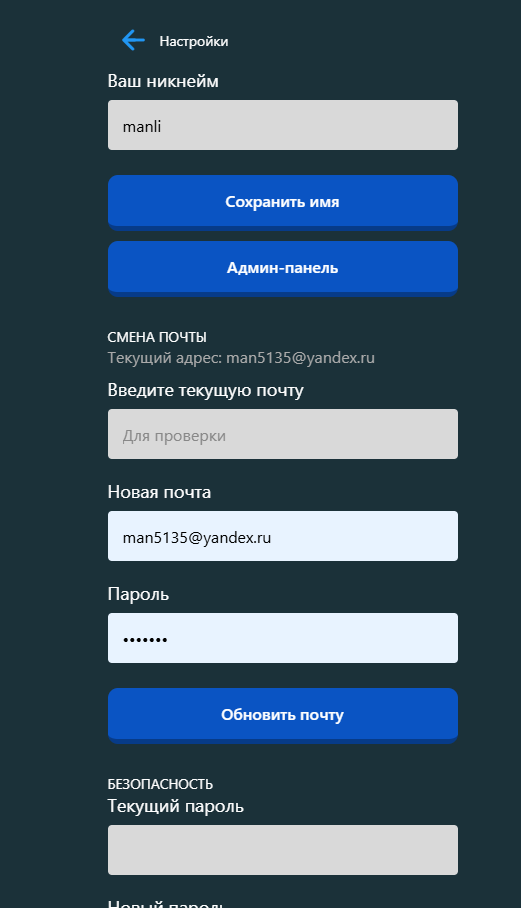 Настройки
Ваш никнейм
manli
Сохранить имя
Админ-панель
СМЕНА ПОЧТЫ
Текущий адрес: man5135@yandex.ru
Введите текущую почту
Для проверки
Новая почта
man5135@yandex.ru
Пароль
•••••••
Обновить почту
БЕЗОПАСНОСТЬ
Текущий пароль
Новый пароль